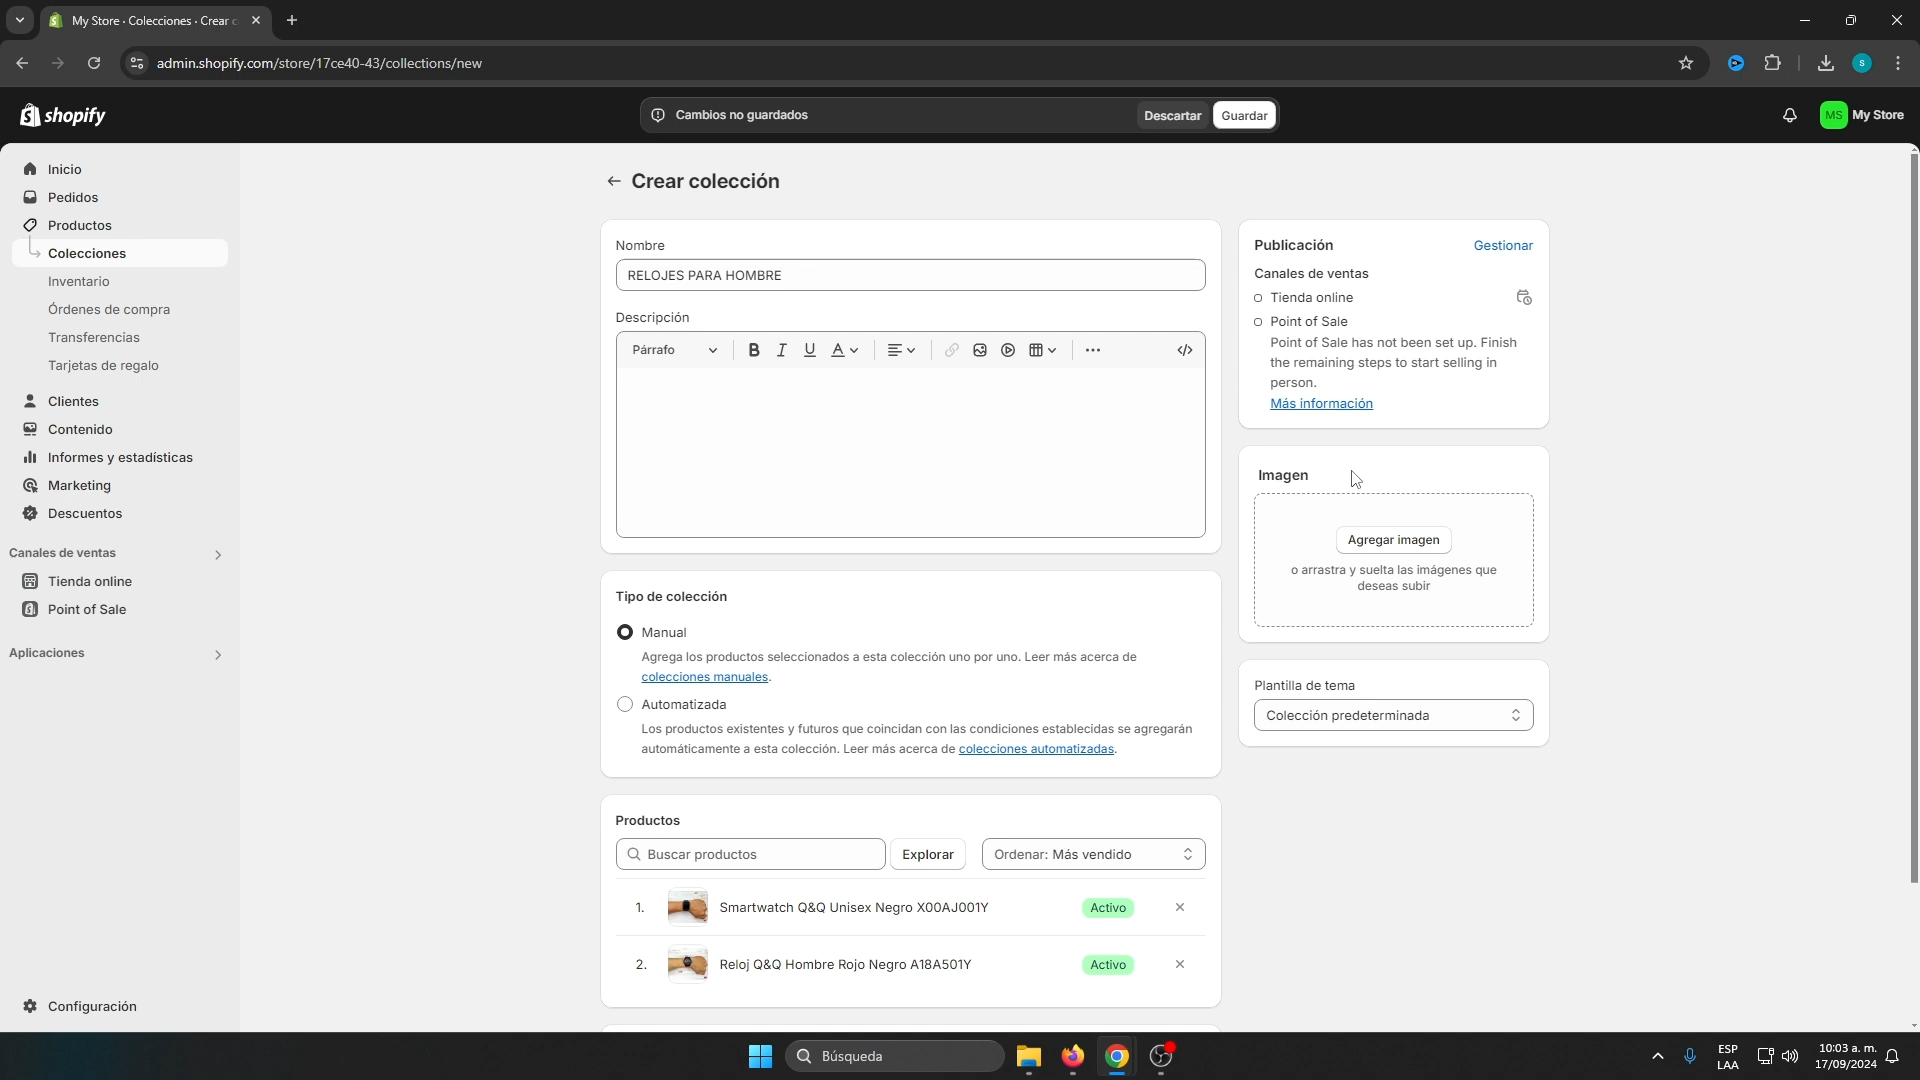 My Store · Colecciones · Crear c
admin.shopify.com/store/17ce40-43/collections/new
S
shopify
Cambios no guardados
Descartar
Guardar
MS
My Store
Inicio
Pedidos
Productos
Colecciones
Inventario
Órdenes de compra
Transferencias
Tarjetas de regalo
Clientes
Contenido
Informes y estadísticas
Marketing
Descuentos
Canales de ventas
Tienda online
Point of Sale
Aplicaciones
Configuración
Crear colección
Nombre
RELOJES PARA HOMBRE
Descripción
Párrafo
B
I
U
A
Tipo de colección
Manual
Agrega los productos seleccionados a esta colección uno por uno. Leer más acerca de
colecciones manuales.
Automatizada
Los productos existentes y futuros que coincidan con las condiciones establecidas se agregarán
automáticamente a esta colección. Leer más acerca de colecciones automatizadas.
Productos
Buscar productos
Explorar
Ordenar: Más vendido
1.
Smartwatch Q&Q Unisex Negro X00AJ001Y
Activo
2.
Reloj Q&Q Hombre Rojo Negro A18A501Y
Activo
Publicación
Gestionar
Canales de ventas
Tienda online
Point of Sale
Point of Sale has not been set up. Finish
the remaining steps to start selling in
person.
Más información
Imagen
Agregar imagen
o arrastra y suelta las imágenes que
deseas subir
Plantilla de tema
Colección predeterminada
Búsqueda
ESP
LAA
10:03 a. m.
17/09/2024